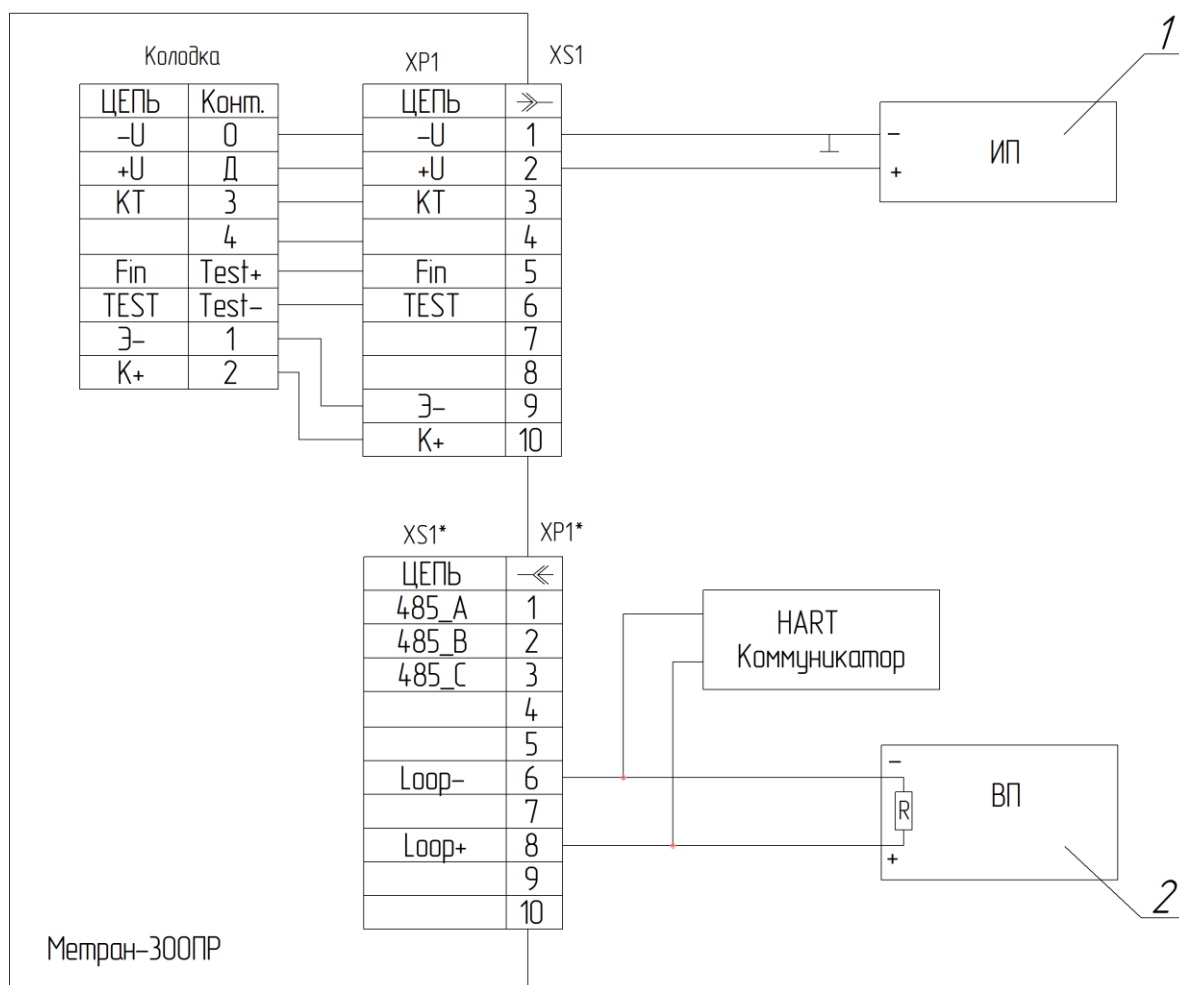 Колодка XP1 XS1 1
ЦЕПЬ Конт. ЦЕПЬ
-U 0 -U 1 - ИП
+U Д +U 2 +
КТ 3 КТ 3
4 4
Fin Test+ Fin 5
TEST Test- TEST 6
Э- 1 7
К+ 2 8
Э- 9
К+ 10
XS1* XP1*
ЦЕПЬ
485_A 1
485_B 2
485_C 3
4
5
Loop- 6
7
Loop+ 8
9
10
HART
Коммуникатор
-
R ВП
+
2
Метран-300ПР